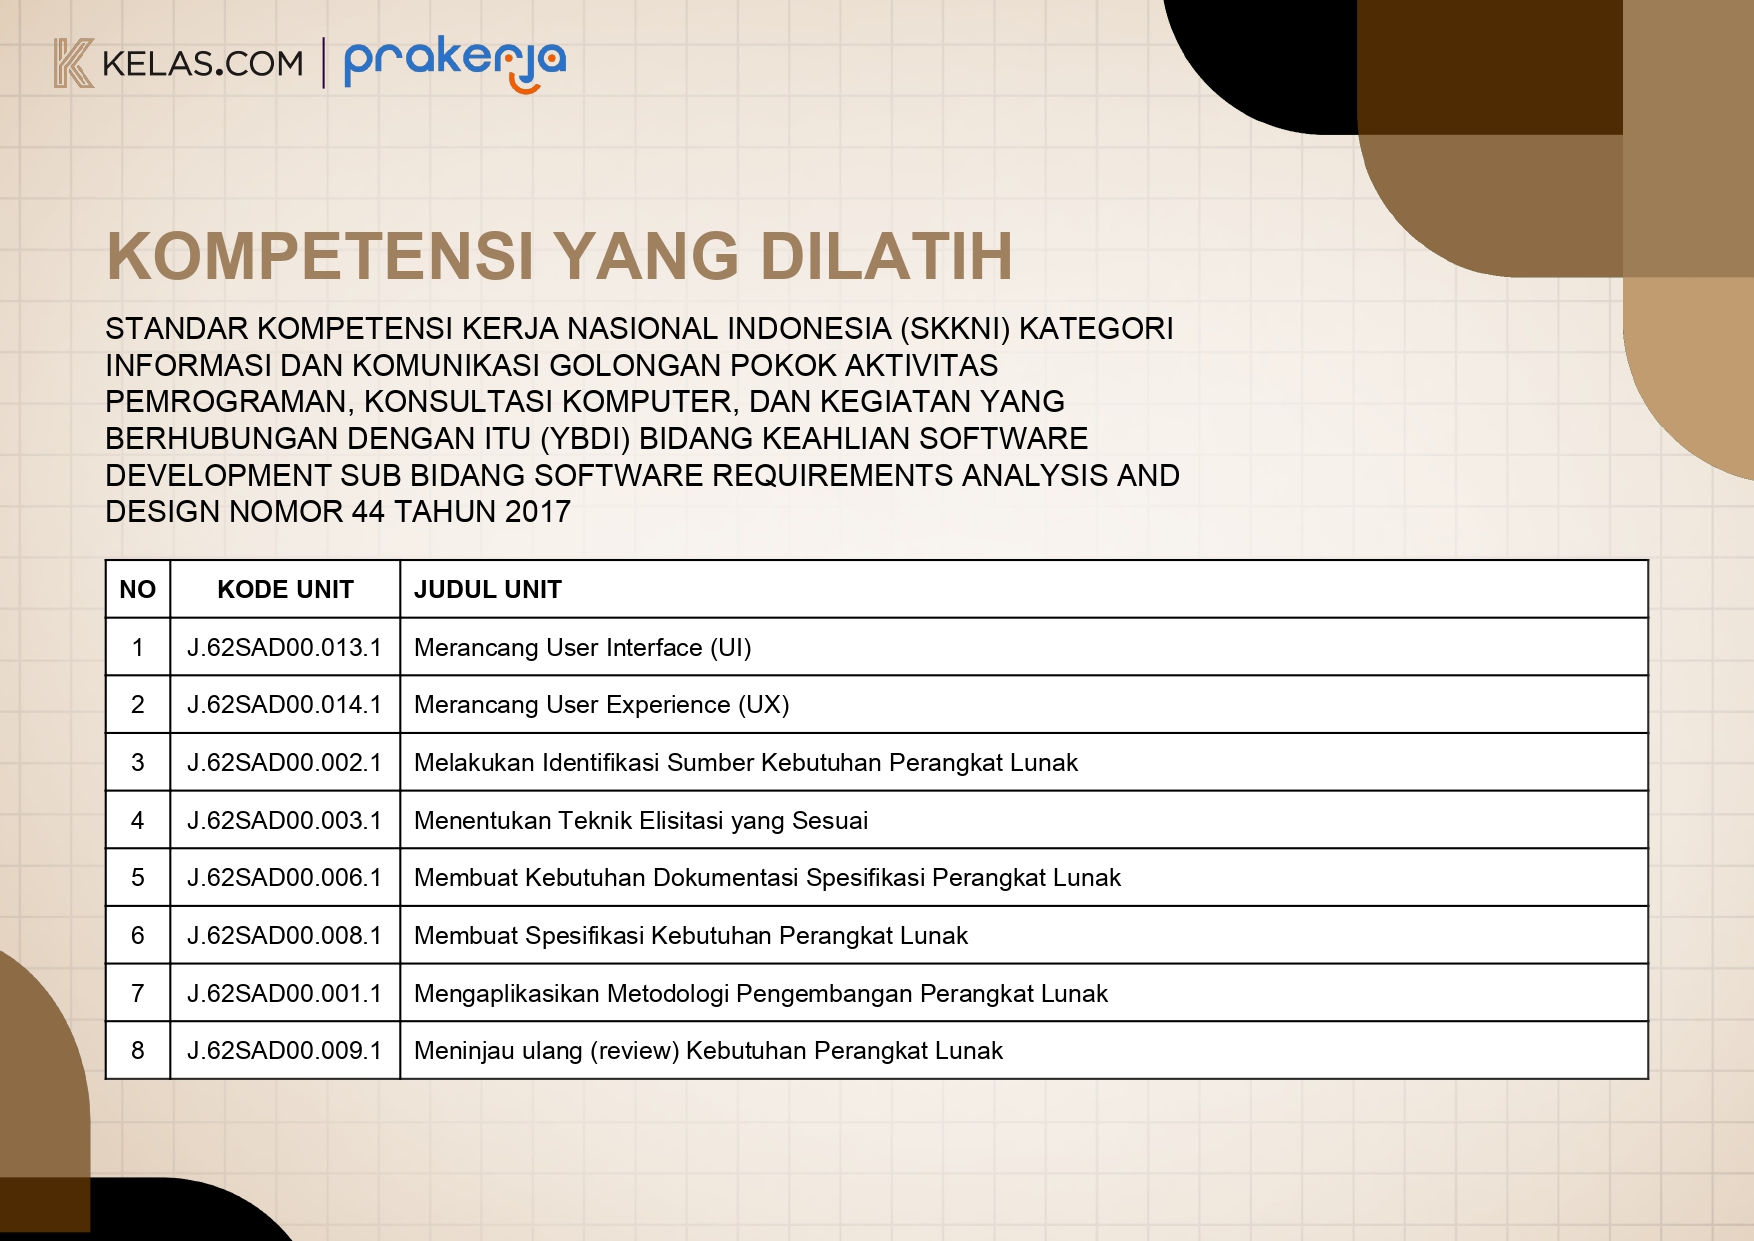 KELAS.COM | prakerja
KOMPETENSI YANG DILATIH
STANDAR KOMPETENSI KERJA NASIONAL INDONESIA (SKKNI) KATEGORI
INFORMASI DAN KOMUNIKASI GOLONGAN POKOK AKTIVITAS
PEMROGRAMAN, KONSULTASI KOMPUTER, DAN KEGIATAN YANG
BERHUBUNGAN DENGAN ITU (YBDI) BIDANG KEAHLIAN SOFTWARE
DEVELOPMENT SUB BIDANG SOFTWARE REQUIREMENTS ANALYSIS AND
DESIGN NOMOR 44 TAHUN 2017
NO KODE UNIT JUDUL UNIT
1 J.62SAD00.013.1 Merancang User Interface (UI)
2 J.62SAD00.014.1 Merancang User Experience (UX)
3 J.62SAD00.002.1 Melakukan Identifikasi Sumber Kebutuhan Perangkat Lunak
4 J.62SAD00.003.1 Menentukan Teknik Elisitasi yang Sesuai
5 J.62SAD00.006.1 Membuat Kebutuhan Dokumentasi Spesifikasi Perangkat Lunak
6 J.62SAD00.008.1 Membuat Spesifikasi Kebutuhan Perangkat Lunak
7 J.62SAD00.001.1 Mengaplikasikan Metodologi Pengembangan Perangkat Lunak
8 J.62SAD00.009.1 Meninjau ulang (review) Kebutuhan Perangkat Lunak